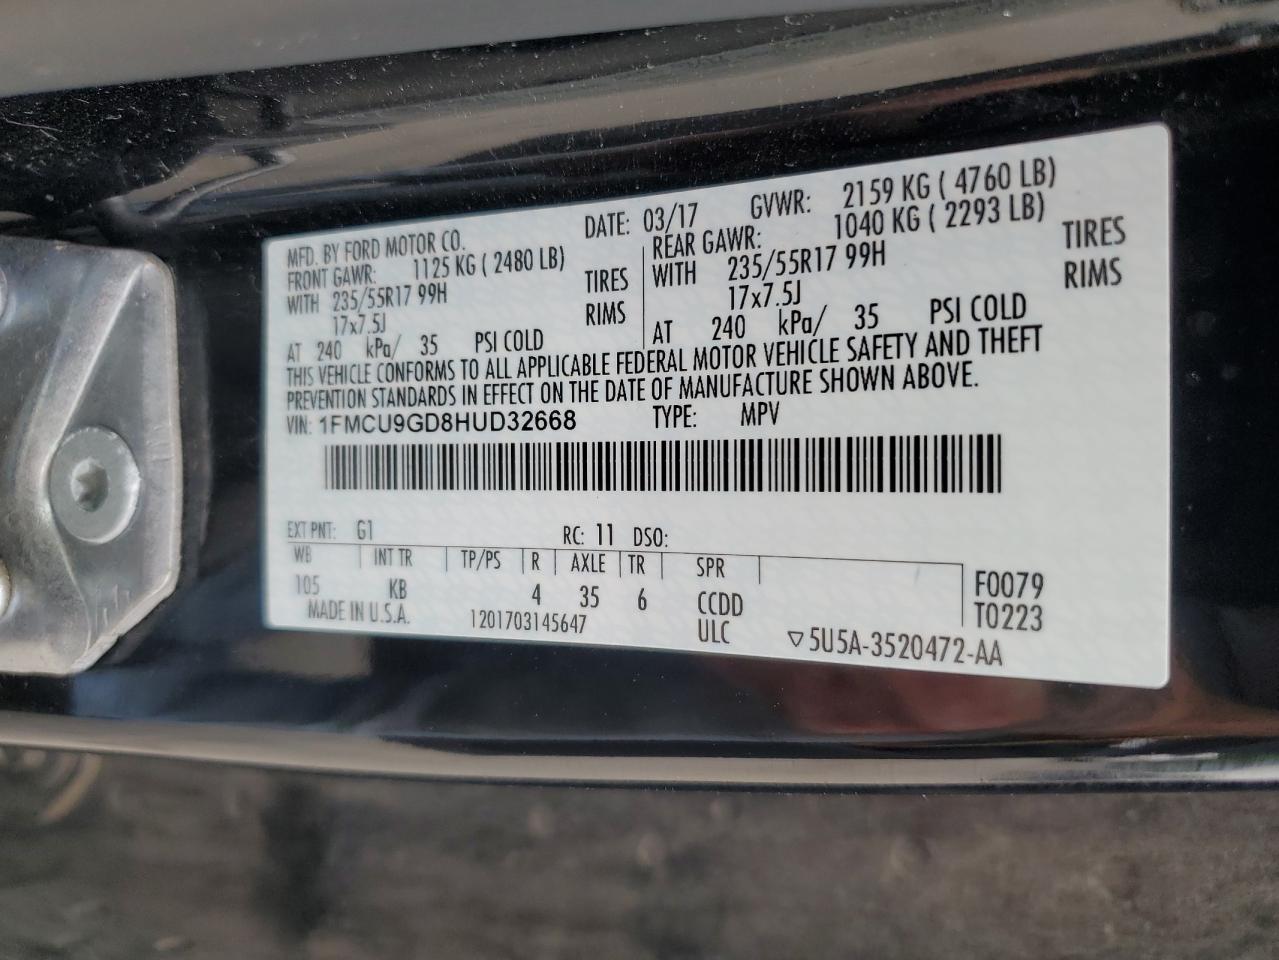 MFD. BY FORD MOTOR CO. DATE: 03/17 GVWR: 2159 KG ( 4760 LB)
FRONT GAWR: 1125 KG ( 2480 LB) REAR GAWR: 1040 KG ( 2293 LB)
WITH 235/55R17 99H TIRES WITH 235/55R17 99H TIRES
17x7.5J RIMS 17x7.5J RIMS
AT 240 kPa/ 35 PSI COLD AT 240 kPa/ 35 PSI COLD
THIS VEHICLE CONFORMS TO ALL APPLICABLE FEDERAL MOTOR VEHICLE SAFETY AND THEFT
PREVENTION STANDARDS IN EFFECT ON THE DATE OF MANUFACTURE SHOWN ABOVE.
VIN: 1FMCU9GD8HUD32668 TYPE: MPV
EXT PNT: G1 RC: 11 DSO:
WB INT TR TP/PS R AXLE TR SPR F0079
105 KB 4 35 6 CCDD T0223
MADE IN U.S.A. 1201703145647 ULC ▽5U5A-3520472-AA